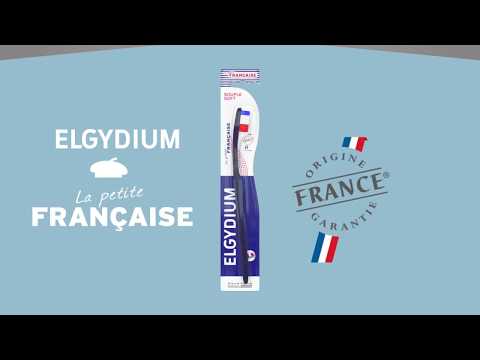 ELGYDIUM
La petite
FRANÇAISE
FRANÇAISE
SOUPLE
SOFT
FRANÇAISE
ELGYDIUM
ORIGINE
FRANCE®
GARANTIE